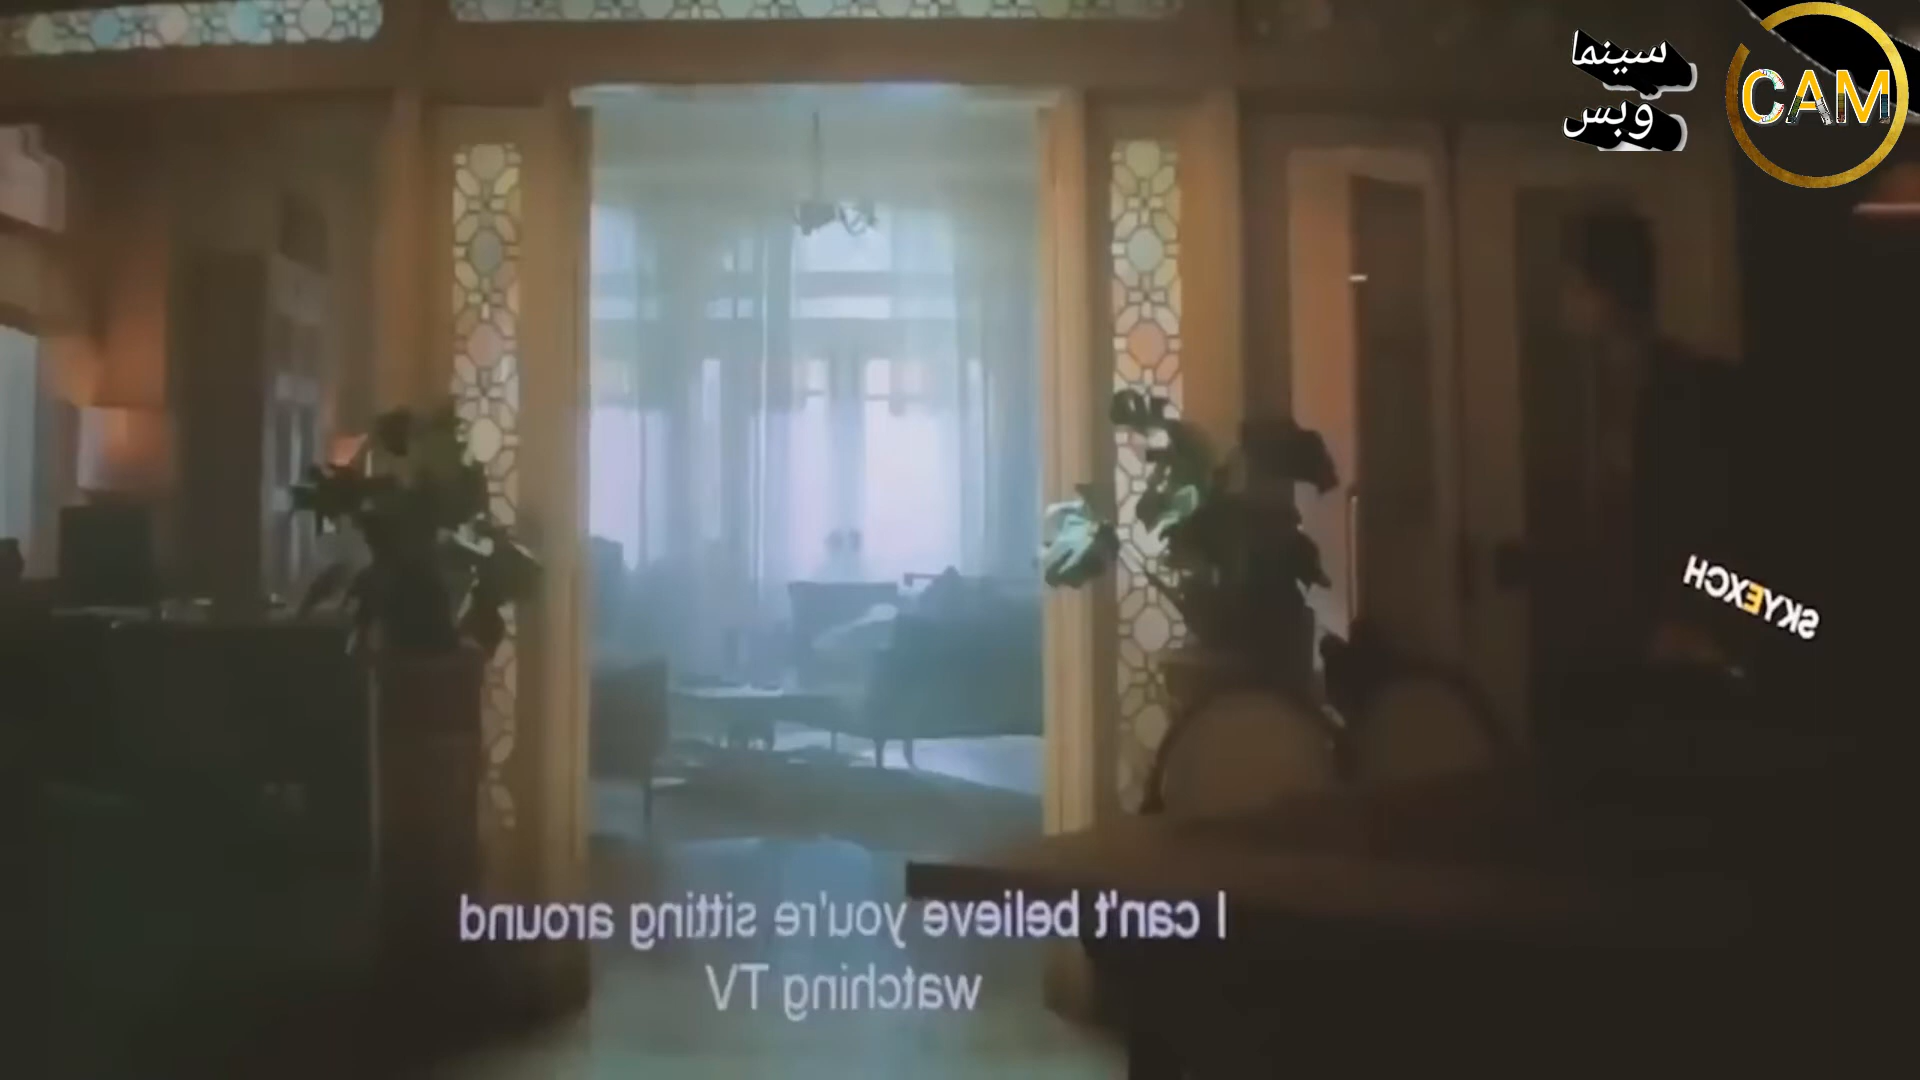 سينما
وبس
CAM
SKYEXCH
I can't believe you're sitting around
watching TV